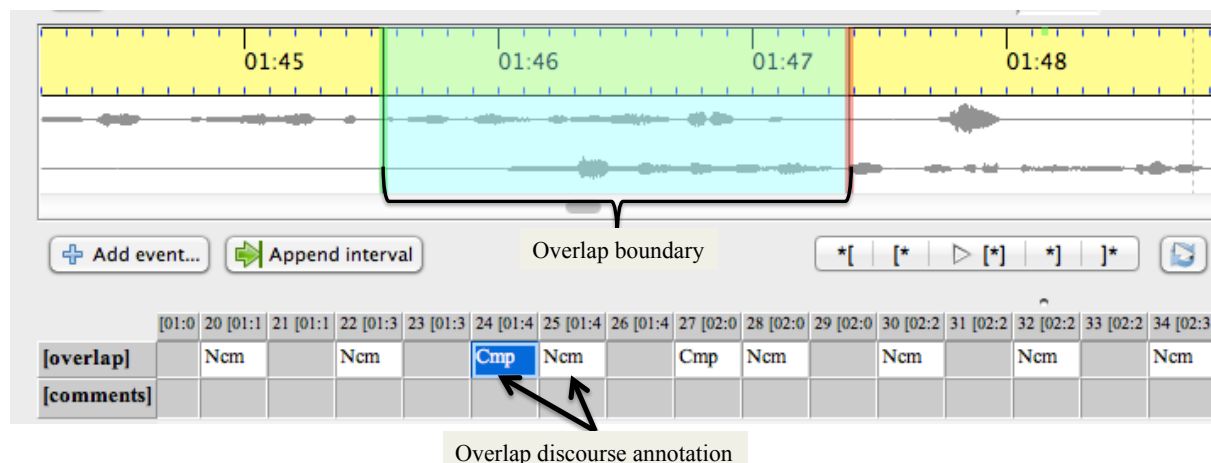 01:45 01:46 01:47 01:48
Overlap boundary
Add event... Append interval *[ [* [*] *] ]*
[01:0 20 [01:1 21 [01:1 22 [01:3 23 [01:3 24 [01:4 25 [01:4 26 [01:4 27 [02:0 28 [02:0 29 [02:0 30 [02:2 31 [02:2 32 [02:2 33 [02:2 34 [02:3
[overlap] Ncm Ncm Cmp Ncm Cmp Ncm Ncm Ncm Ncm
[comments]
Overlap discourse annotation